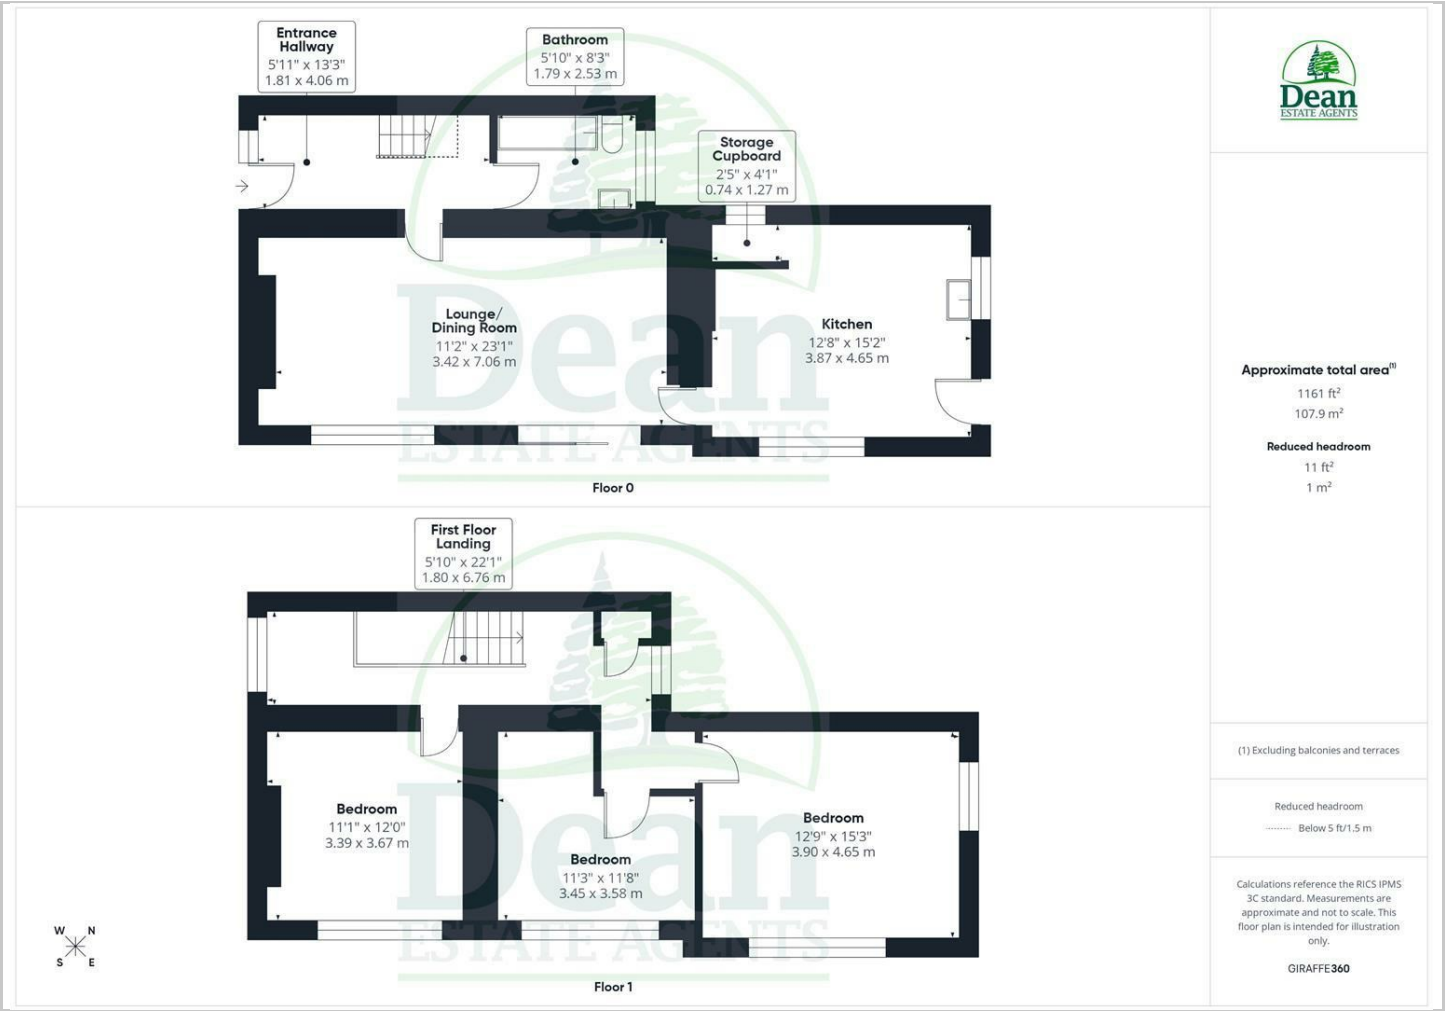 Entrance
Hallway
5'11" x 13'3"
1.81 x 4.06 m
Bathroom
5'10" x 8'3"
1.79 x 2.53 m
Storage
Cupboard
2'5" x 4'1"
0.74 x 1.27 m
Lounge/
Dining Room
11'2" x 23'1"
3.42 x 7.06 m
Kitchen
12'8" x 15'2"
3.87 x 4.65 m
Dean
ESTATE AGENTS
Floor 0
First Floor
Landing
5'10" x 22'1"
1.80 x 6.76 m
Bedroom
11'1" x 12'0"
3.39 x 3.67 m
Bedroom
11'3" x 11'8"
3.45 x 3.58 m
Bedroom
12'9" x 15'3"
3.90 x 4.65 m
Dean
ESTATE AGENTS
W N
S E
Floor 1
Dean
ESTATE AGENTS
Approximate total area(1)
1161 ft²
107.9 m²
Reduced headroom
11 ft²
1 m²
(1) Excluding balconies and terraces
Reduced headroom
Below 5 ft/1.5 m
Calculations reference the RICS IPMS
3C standard. Measurements are
approximate and not to scale. This
floor plan is intended for illustration
only.
GIRAFFE360